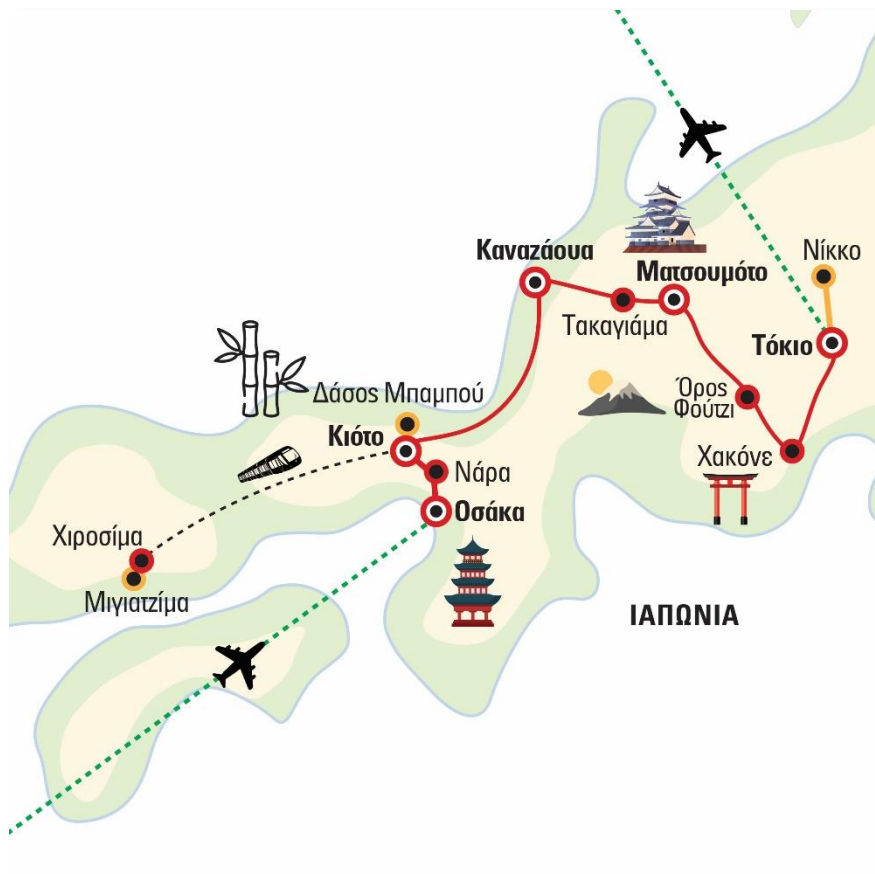 Καναζάουα
Ματσουμότο
Νίκκο
Τακαγιάμα
Τόκιο
Όρος
Φούτζι
Δάσος Μπαμπού
Κιότο
Χακόνε
Νάρα
Οσάκα
Χιροσίμα
Μιγιατζίμα
ΙΑΠΩΝΙΑ